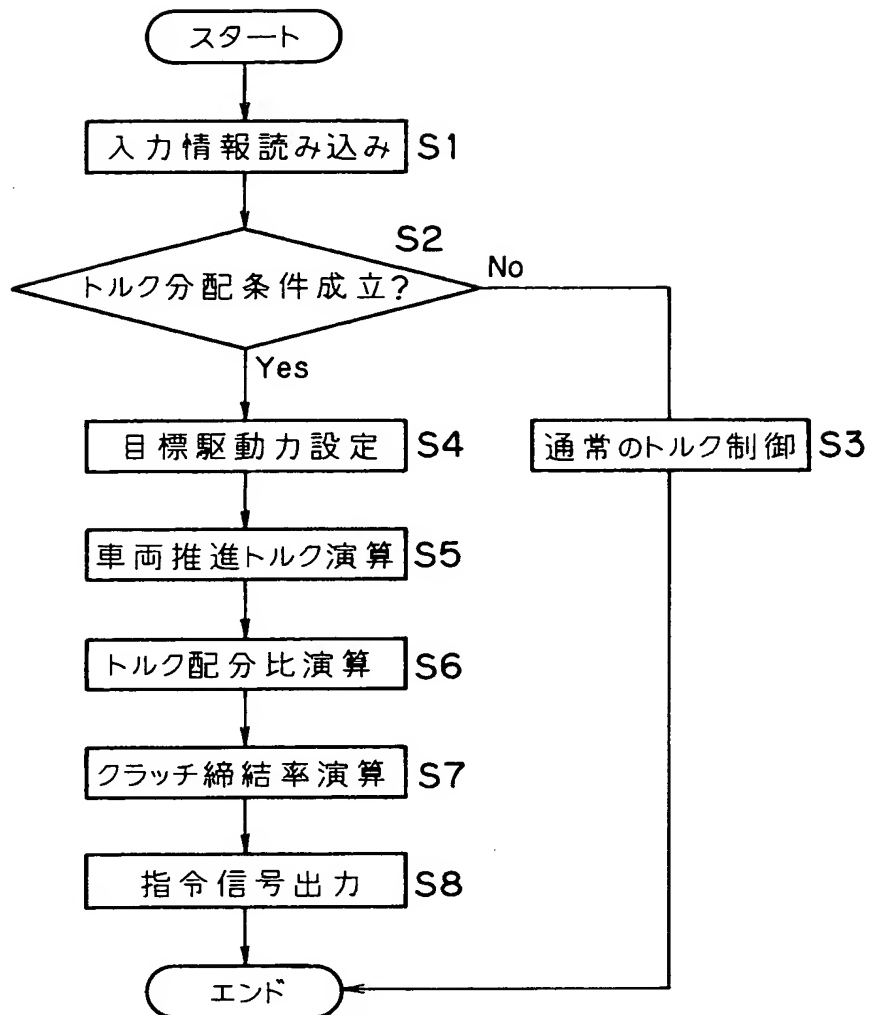 スタート
入力情報読み込み S1
S2
トルク分配条件成立?
No
Yes
目標駆動力設定 S4
通常のトルク制御 S3
車両推進トルク演算 S5
トルク配分比演算 S6
クラッチ締結率演算 S7
指令信号出力 S8
エンド